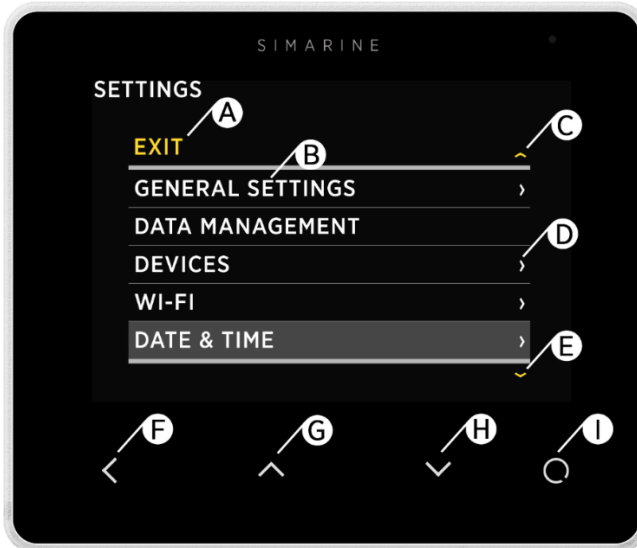 SIMARINE
SETTINGS
A
EXIT
C
B
GENERAL SETTINGS
DATA MANAGEMENT
D
DEVICES
WI-FI
DATE & TIME
E
F
G
H
I